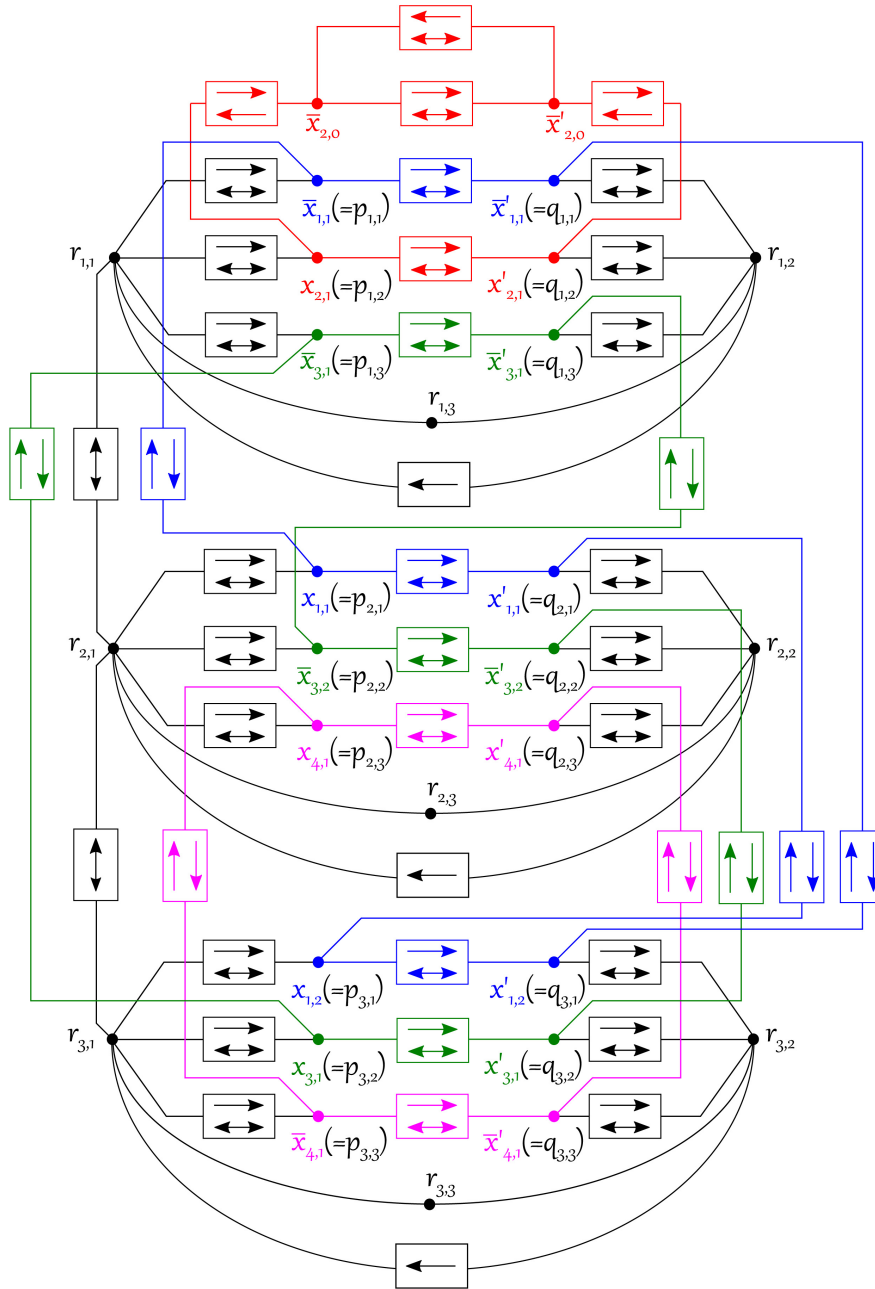 x̅₂,₀ x̅'₂,₀
x̅₁,₁(=p₁,₁) x̅'₁,₁(=q₁,₁)
r₁,₁ r₁,₂
x₂,₁(=p₁,₂) x'₂,₁(=q₁,₂)
x̅₃,₁(=p₁,₃) x̅'₃,₁(=q₁,₃)
r₁,₃
x₁,₁(=p₂,₁) x'₁,₁(=q₂,₁)
r₂,₁ r₂,₂
x̅₃,₂(=p₂,₂) x̅'₃,₂(=q₂,₂)
x₄,₁(=p₂,₃) x'₄,₁(=q₂,₃)
r₂,₃
x₁,₂(=p₃,₁) x'₁,₂(=q₃,₁)
r₃,₁ r₃,₂
x₃,₁(=p₃,₂) x'₃,₁(=q₃,₂)
x̅₄,₁(=p₃,₃) x̅'₄,₁(=q₃,₃)
r₃,₃